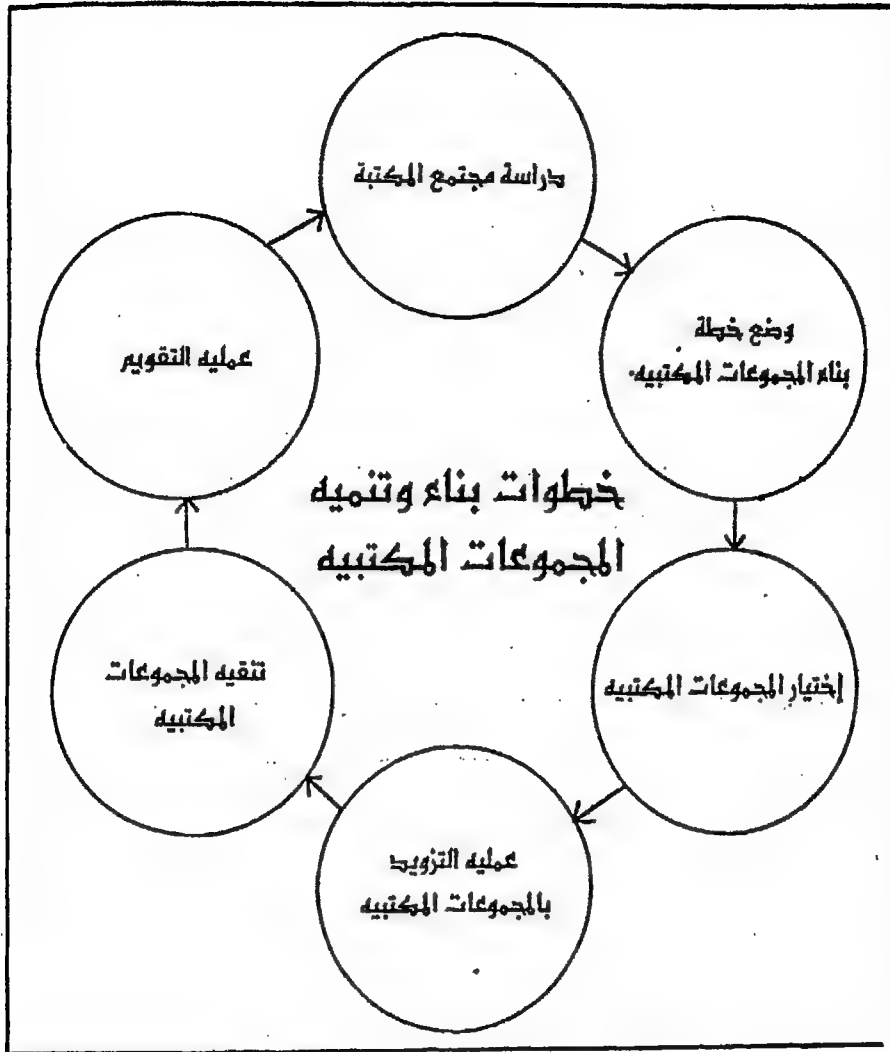 دراسة مجتمع المكتبة
وضع خطة
بناء المجموعات المكتبيه
إختيار المجموعات المكتبيه
عمليه التزويد
بالمجموعات المكتبيه
تنقيه المجموعات
المكتبيه
عمليه التقويم
خطوات بناء وتنميه
المجموعات المكتبيه